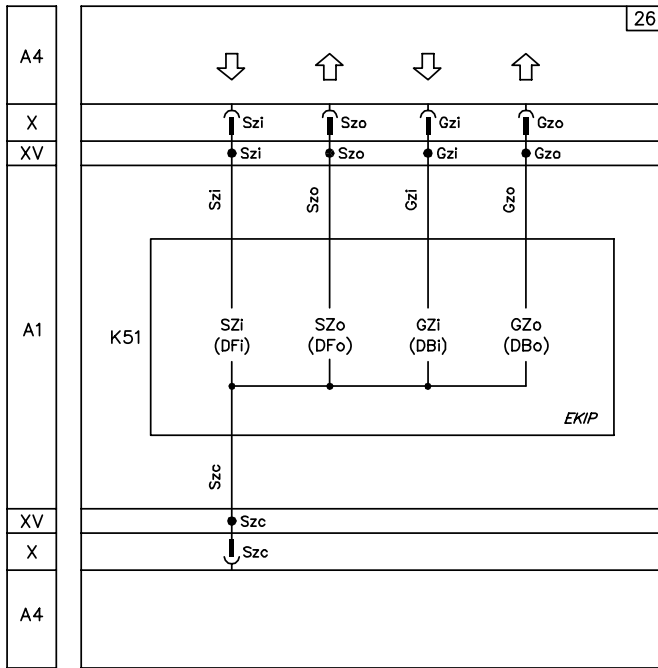 26
A4
X
Szi Szo Gzi Gzo
XV
Szi Szo Gzi Gzo
Szi Szo Gzi Gzo
A1
K51
SZi SZo GZi GZo
(DFi) (DFo) (DBi) (DBo)
EKIP
Szc
XV
Szc
X
Szc
A4